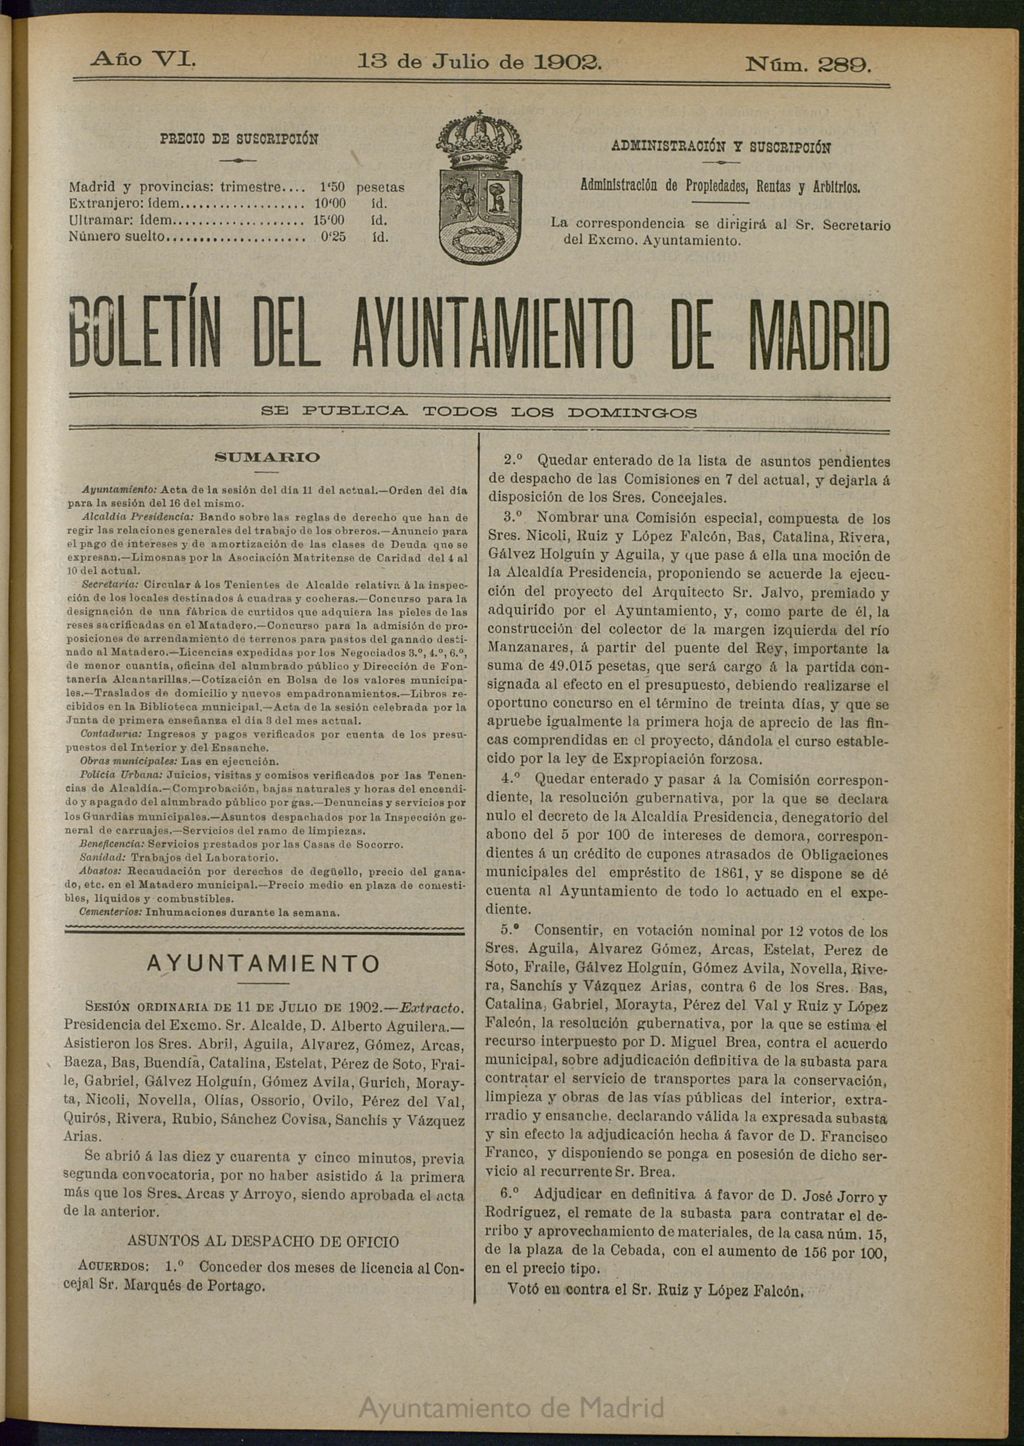 Año VI.
13 de Julio de 1902.
Núm. 289.
PRECIO DE SUSCRIPCIÓN
Madrid y provincias: trimestre.... 1'50 pesetas
Extranjero: ídem................... 10'00 íd.
Ultramar: ídem.................... 15'00 íd.
Número suelto..................... 0'25 íd.
ADMINISTRACIÓN Y SUSCRIPCIÓN
Administración de Propiedades, Rentas y Arbitrios.
La correspondencia se dirigirá al Sr. Secretario
del Excmo. Ayuntamiento.
BOLETÍN DEL AYUNTAMIENTO DE MADRID
SE PUBLICA TODOS LOS DOMINGOS
SUMARIO
Ayuntamiento: Acta de la sesión del día 11 del actual.—Orden del día
para la sesión del 16 del mismo.
Alcaldía Presidencia: Bando sobre las reglas de derecho que han de
regir las relaciones generales del trabajo de los obreros.—Anuncio para
el pago de intereses y de amortización de las clases de Deuda que se
expresan.—Limosnas por la Asociación Matritense de Caridad del 4 al
10 del actual.
Secretaría: Circular á los Tenientes de Alcalde relativa á la inspec-
ción de los locales destinados á cuadras y cocheras.—Concurso para la
designación de una fábrica de curtidos que adquiera las pieles de las
reses sacrificadas en el Matadero.—Concurso para la admisión de pro-
posiciones de arrendamiento de terrenos para pastos del ganado desti-
nado al Matadero.—Licencias expedidas por los Negociados 3.º, 4.º, 6.º,
de menor cuantía, oficina del alumbrado público y Dirección de Fon-
tanería Alcantarillas.—Cotización en Bolsa de los valores municipa-
les.—Traslados de domicilio y nuevos empadronamientos.—Libros re-
cibidos en la Biblioteca municipal.—Acta de la sesión celebrada por la
Junta de primera enseñanza el día 3 del mes actual.
Contaduría: Ingresos y pagos verificados por cuenta de los presu-
puestos del Interior y del Ensanche.
Obras municipales: Las en ejecución.
Policía Urbana: Juicios, visitas y comisos verificados por las Tenen-
cias de Alcaldía.—Comprobación, bajas naturales y horas del encendi-
do y apagado del alumbrado público por gas.—Denuncias y servicios por
los Guardias municipales.—Asuntos despachados por la Inspección ge-
neral de carruajes.—Servicios del ramo de limpiezas.
Beneficencia: Servicios prestados por las Casas de Socorro.
Sanidad: Trabajos del Laboratorio.
Abastos: Recaudación por derechos de degüello, precio del gana-
do, etc. en el Matadero municipal.—Precio medio en plaza de comesti-
bles, líquidos y combustibles.
Cementerios: Inhumaciones durante la semana.
AYUNTAMIENTO
SESIÓN ORDINARIA DE 11 DE JULIO DE 1902.—Extracto.
Presidencia del Excmo. Sr. Alcalde, D. Alberto Aguilera.—
Asistieron los Sres. Abril, Aguila, Alvarez, Gómez, Arcas,
Baeza, Bas, Buendía, Catalina, Estelat, Pérez de Soto, Frai-
le, Gabriel, Gálvez Holguín, Gómez Avila, Gurich, Moray-
ta, Nicoli, Novella, Olías, Ossorio, Ovilo, Pérez del Val,
Quirós, Rivera, Rubio, Sánchez Covisa, Sanchís y Vázquez
Arias.
Se abrió á las diez y cuarenta y cinco minutos, previa
segunda convocatoria, por no haber asistido á la primera
más que los Sres. Arcas y Arroyo, siendo aprobada el acta
de la anterior.
ASUNTOS AL DESPACHO DE OFICIO
ACUERDOS: 1.º Conceder dos meses de licencia al Con-
cejal Sr. Marqués de Portago.
2.º Quedar enterado de la lista de asuntos pendientes
de despacho de las Comisiones en 7 del actual, y dejarla á
disposición de los Sres. Concejales.
3.º Nombrar una Comisión especial, compuesta de los
Sres. Nicoli, Ruiz y López Falcón, Bas, Catalina, Rivera,
Gálvez Holguín y Aguila, y que pase á ella una moción de
la Alcaldía Presidencia, proponiendo se acuerde la ejecu-
ción del proyecto del Arquitecto Sr. Jalvo, premiado y
adquirido por el Ayuntamiento, y, como parte de él, la
construcción del colector de la margen izquierda del río
Manzanares, á partir del puente del Rey, importante la
suma de 49.015 pesetas, que será cargo á la partida con-
signada al efecto en el presupuesto, debiendo realizarse el
oportuno concurso en el término de treinta días, y que se
apruebe igualmente la primera hoja de aprecio de las fin-
cas comprendidas en el proyecto, dándola el curso estable-
cido por la ley de Expropiación forzosa.
4.º Quedar enterado y pasar á la Comisión correspon-
diente, la resolución gubernativa, por la que se declara
nulo el decreto de la Alcaldía Presidencia, denegatorio del
abono del 5 por 100 de intereses de demora, correspon-
dientes á un crédito de cupones atrasados de Obligaciones
municipales del empréstito de 1861, y se dispone se dé
cuenta al Ayuntamiento de todo lo actuado en el expe-
diente.
5.º Consentir, en votación nominal por 12 votos de los
Sres. Aguila, Alvarez Gómez, Arcas, Estelat, Perez de
Soto, Fraile, Gálvez Holguín, Gómez Avila, Novella, Rive-
ra, Sanchís y Vázquez Arias, contra 6 de los Sres. Bas,
Catalina, Gabriel, Morayta, Pérez del Val y Ruiz y López
Falcón, la resolución gubernativa, por la que se estima el
recurso interpuesto por D. Miguel Brea, contra el acuerdo
municipal, sobre adjudicación definitiva de la subasta para
contratar el servicio de transportes para la conservación,
limpieza y obras de las vías públicas del interior, extra-
rradio y ensanche, declarando válida la expresada subasta
y sin efecto la adjudicación hecha á favor de D. Francisco
Franco, y disponiendo se ponga en posesión de dicho ser-
vicio al recurrente Sr. Brea.
6.º Adjudicar en definitiva á favor de D. José Jorro y
Rodríguez, el remate de la subasta para contratar el de-
rribo y aprovechamiento de materiales, de la casa núm. 15,
de la plaza de la Cebada, con el aumento de 156 por 100,
en el precio tipo.
Votó en contra el Sr. Ruiz y López Falcón.
Ayuntamiento de Madrid